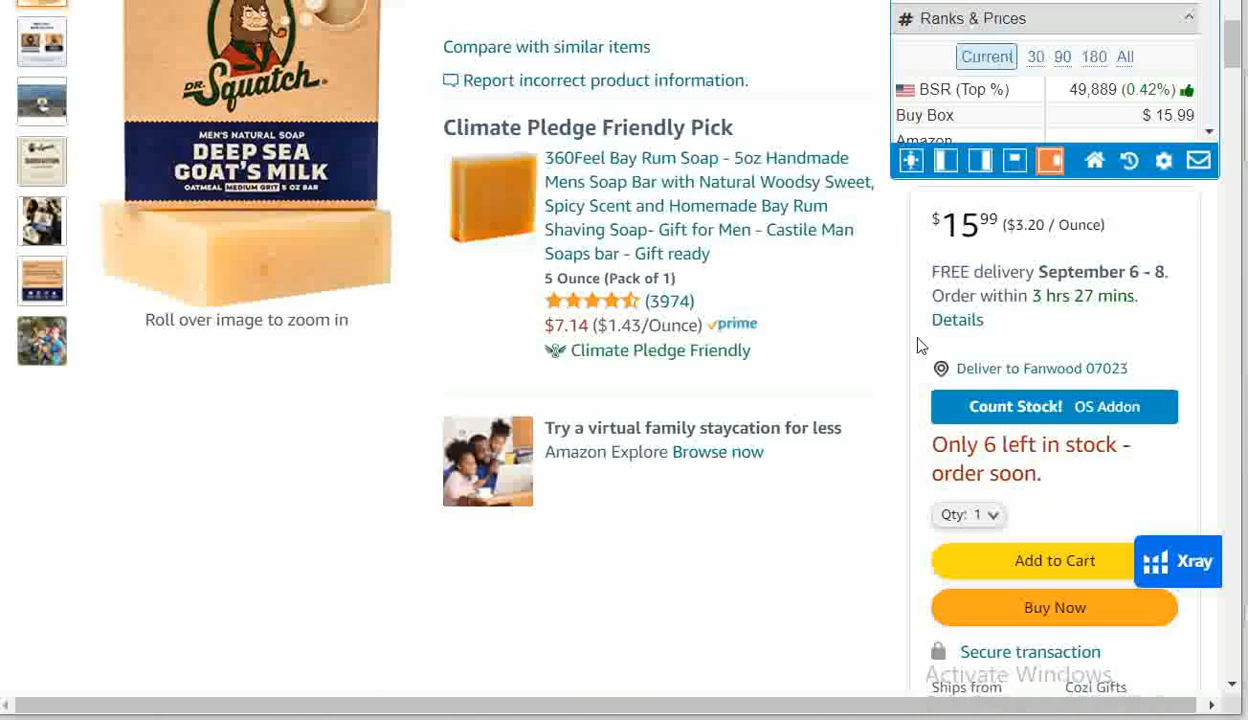 DR.
Squatch
MEN'S NATURAL SOAP
DEEP SEA
GOAT'S MILK
OATMEAL MEDIUM GRIT 5 OZ BAR
Roll over image to zoom in
Compare with similar items
Report incorrect product information.
Climate Pledge Friendly Pick
360Feel Bay Rum Soap - 5oz Handmade
Mens Soap Bar with Natural Woodsy Sweet,
Spicy Scent and Homemade Bay Rum
Shaving Soap- Gift for Men - Castile Man
Soaps bar - Gift ready
5 Ounce (Pack of 1)
(3974)
$7.14 ($1.43/Ounce) prime
Climate Pledge Friendly
Try a virtual family staycation for less
Amazon Explore Browse now
# Ranks & Prices
Current 30 90 180 All
BSR (Top %) 49,889 (0.42%)
Buy Box $ 15.99
Amazon
$15.99 ($3.20 / Ounce)
FREE delivery September 6 - 8.
Order within 3 hrs 27 mins.
Details
Deliver to Fanwood 07023
Count Stock! OS Addon
Only 6 left in stock -
order soon.
Qty: 1
Add to Cart
Xray
Buy Now
Secure transaction
Activate Windows
Ships from Cozi Gifts